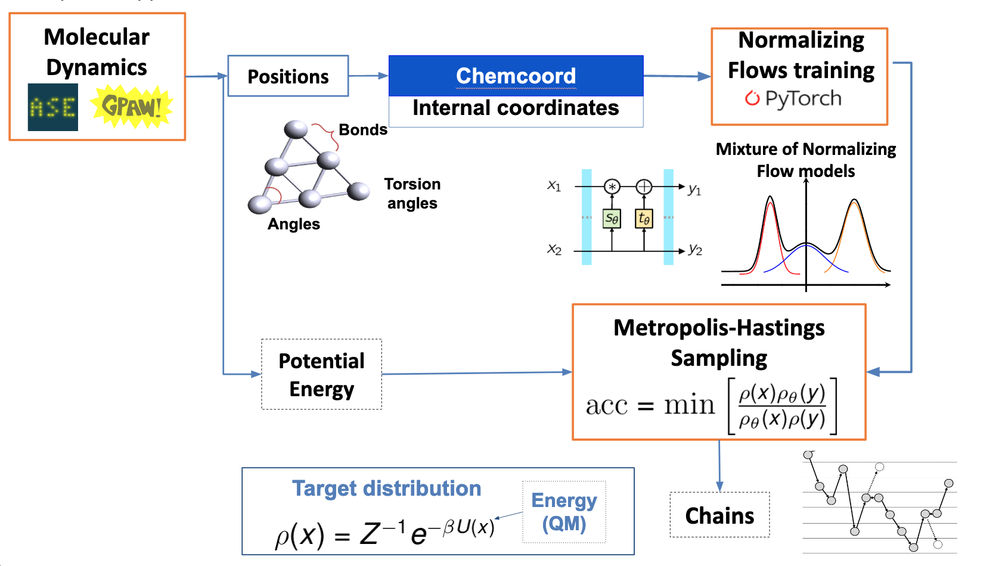 Molecular
Dynamics
ASE
GPAW!
Positions
Chemcoord
Internal coordinates
Normalizing
Flows training
PyTorch
Bonds
Torsion
angles
Angles
x₁
y₁
sθ
tθ
x₂
y₂
Mixture of Normalizing
Flow models
Potential
Energy
Metropolis-Hastings
Sampling
acc = min [ρ(x)ρθ(y) / ρθ(x)ρ(y)]
Target distribution
ρ(x) = Z⁻¹e^{-βU(x)}
Energy
(QM)
Chains